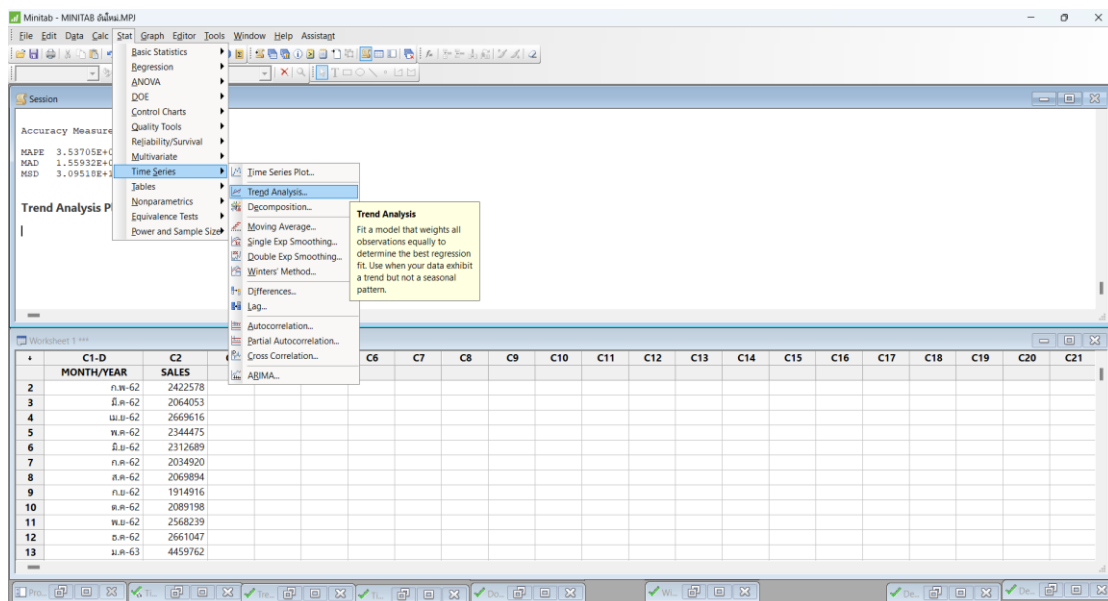 Minitab - MINITAB อันใหม่.MPJ
File Edit Data Calc Stat Graph Editor Tools Window Help Assistant
Basic Statistics
Regression
ANOVA
DOE
Control Charts
Quality Tools
Reliability/Survival
Multivariate
Time Series
Tables
Nonparametrics
Equivalence Tests
Power and Sample Size
Time Series Plot...
Trend Analysis...
Decomposition...
Moving Average...
Single Exp Smoothing...
Double Exp Smoothing...
Winters' Method...
Differences...
Lag...
Autocorrelation...
Partial Autocorrelation...
Cross Correlation...
ARIMA...
Trend Analysis
Fit a model that weights all
observations equally to
determine the best regression
fit. Use when your data exhibit
a trend but not a seasonal
pattern.
Session
Accuracy Measure
MAPE 3.53705E+0
MAD 1.55932E+0
MSD 3.09518E+1
Trend Analysis P
Worksheet 1 ***
C1-D C2 C6 C7 C8 C9 C10 C11 C12 C13 C14 C15 C16 C17 C18 C19 C20 C21
MONTH/YEAR SALES
2 ก.พ-62 2422578
3 มี.ค-62 2064053
4 เม.ย-62 2669616
5 พ.ค-62 2344475
6 มิ.ย-62 2312689
7 ก.ค-62 2034920
8 ส.ค-62 2069894
9 ก.ย-62 1914916
10 ต.ค-62 2089198
11 พ.ย-62 2568239
12 ธ.ค-62 2661047
13 ม.ค-63 4459762
Pro... Ti... Tre... Ti... Do... Wi... De... De...